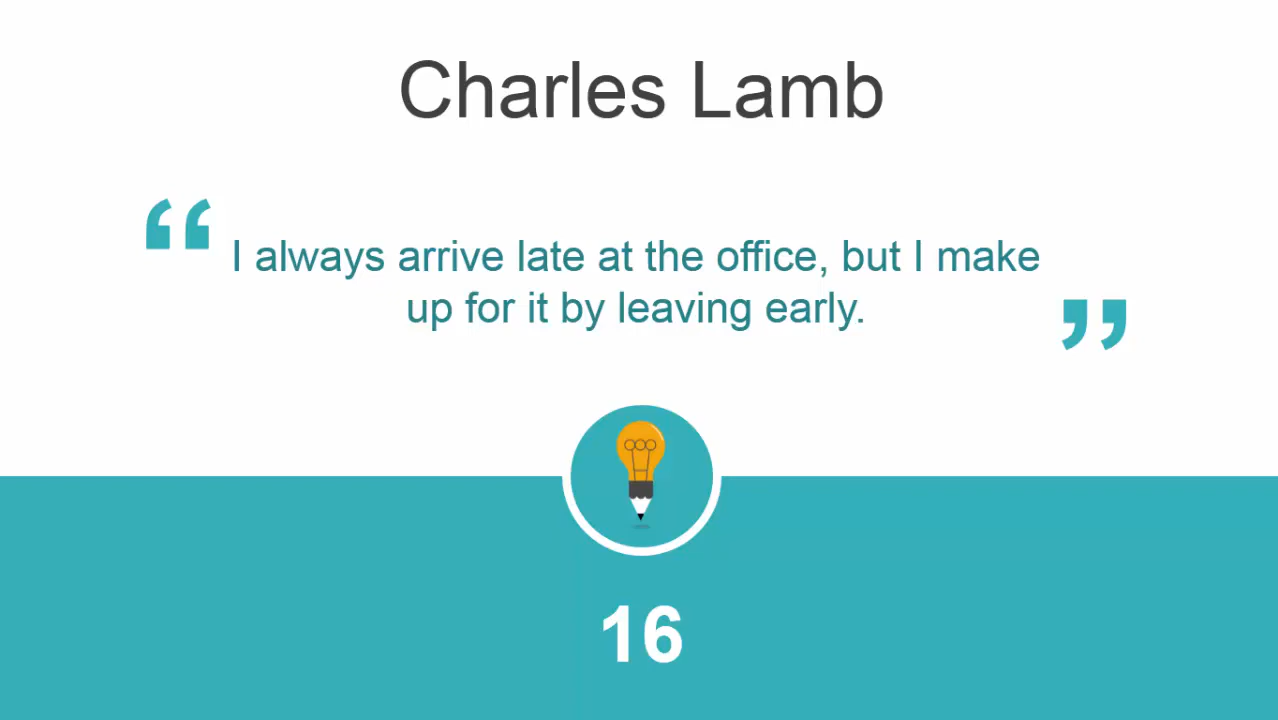 Charles Lamb
“I always arrive late at the office, but I make
up for it by leaving early.”
16